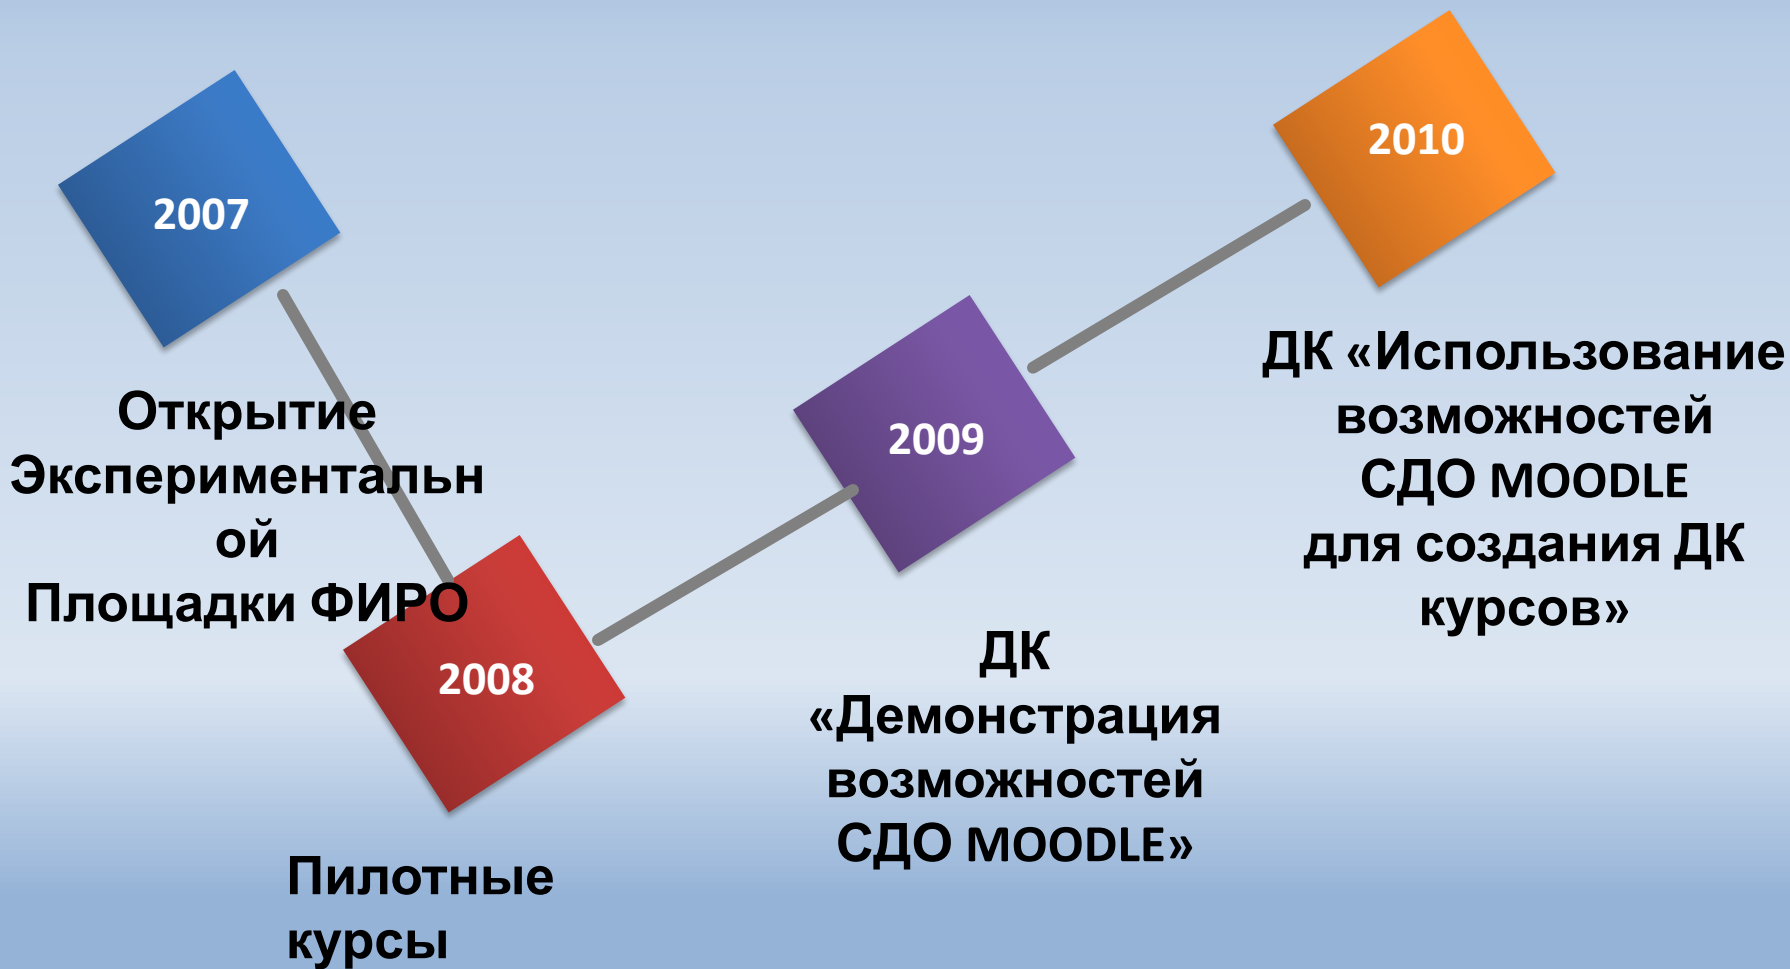 2007
Открытие
Экспериментальн
ой
Площадки ФИРО
2008
Пилотные
курсы
2009
ДК
«Демонстрация
возможностей
СДО MOODLE»
2010
ДК «Использование
возможностей
СДО MOODLE
для создания ДК
курсов»